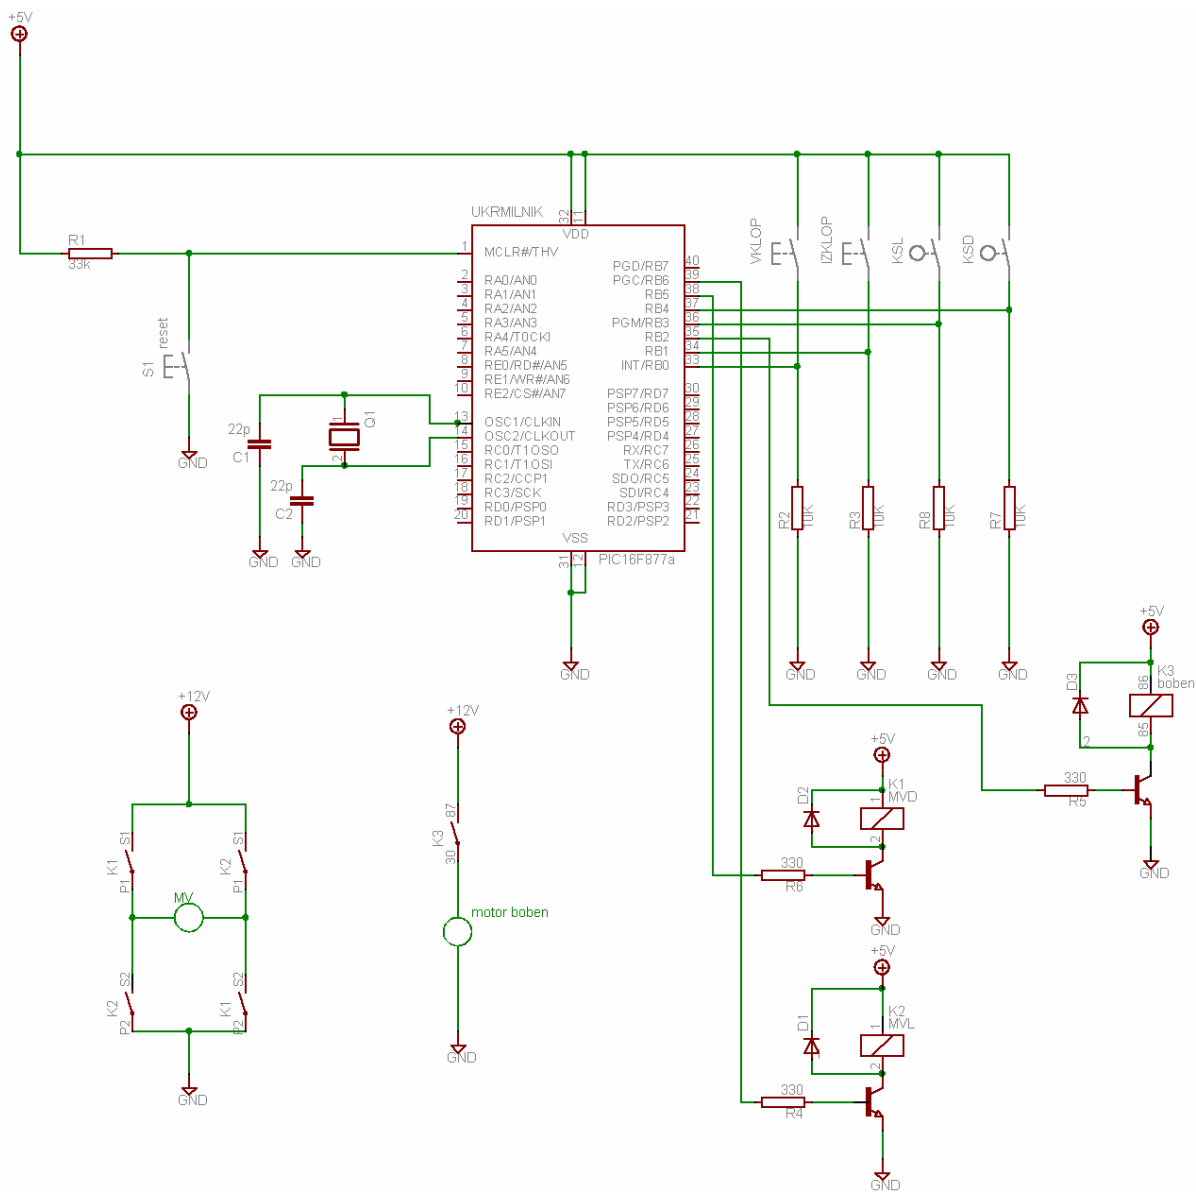 +5V
R1
33k
S1
reset
GND
22p
C1
22p
C2
Q1
1
2
GND
GND
UKRMILNIK
32
11
VDD
1
MCLR#/THV
2
RA0/AN0
3
RA1/AN1
4
RA2/AN2
5
RA3/AN3
6
RA4/T0CKI
7
RA5/AN4
8
RE0/RD#/AN5
9
RE1/WR#/AN6
10
RE2/CS#/AN7
13
OSC1/CLKIN
14
OSC2/CLKOUT
15
RC0/T1OSO
16
RC1/T1OSI
17
RC2/CCP1
18
RC3/SCK
19
RD0/PSP0
20
RD1/PSP1
PGD/RB7
40
PGC/RB6
39
RB5
38
RB4
37
PGM/RB3
36
RB2
35
RB1
34
INT/RB0
33
PSP7/RD7
30
PSP6/RD6
29
PSP5/RD5
28
PSP4/RD4
27
RX/RC7
26
TX/RC6
25
SDO/RC5
24
SDI/RC4
23
RD3/PSP3
22
RD2/PSP2
21
VSS
31
12
PIC16F877a
GND
VKLOP
IZKLOP
KSL
KSD
R2
10K
R3
10K
R8
10K
R7
10K
GND
GND
GND
GND
+5V
K3
boben
86
85
D3
2
330
R5
GND
+5V
K1
MVD
1
2
D2
330
R6
GND
+5V
K2
MVL
1
2
D1
330
R4
GND
+12V
S1
K1
P1
S1
K2
P1
MV
S2
K2
P2
S2
K1
P2
GND
+12V
87
K3
30
motor boben
GND